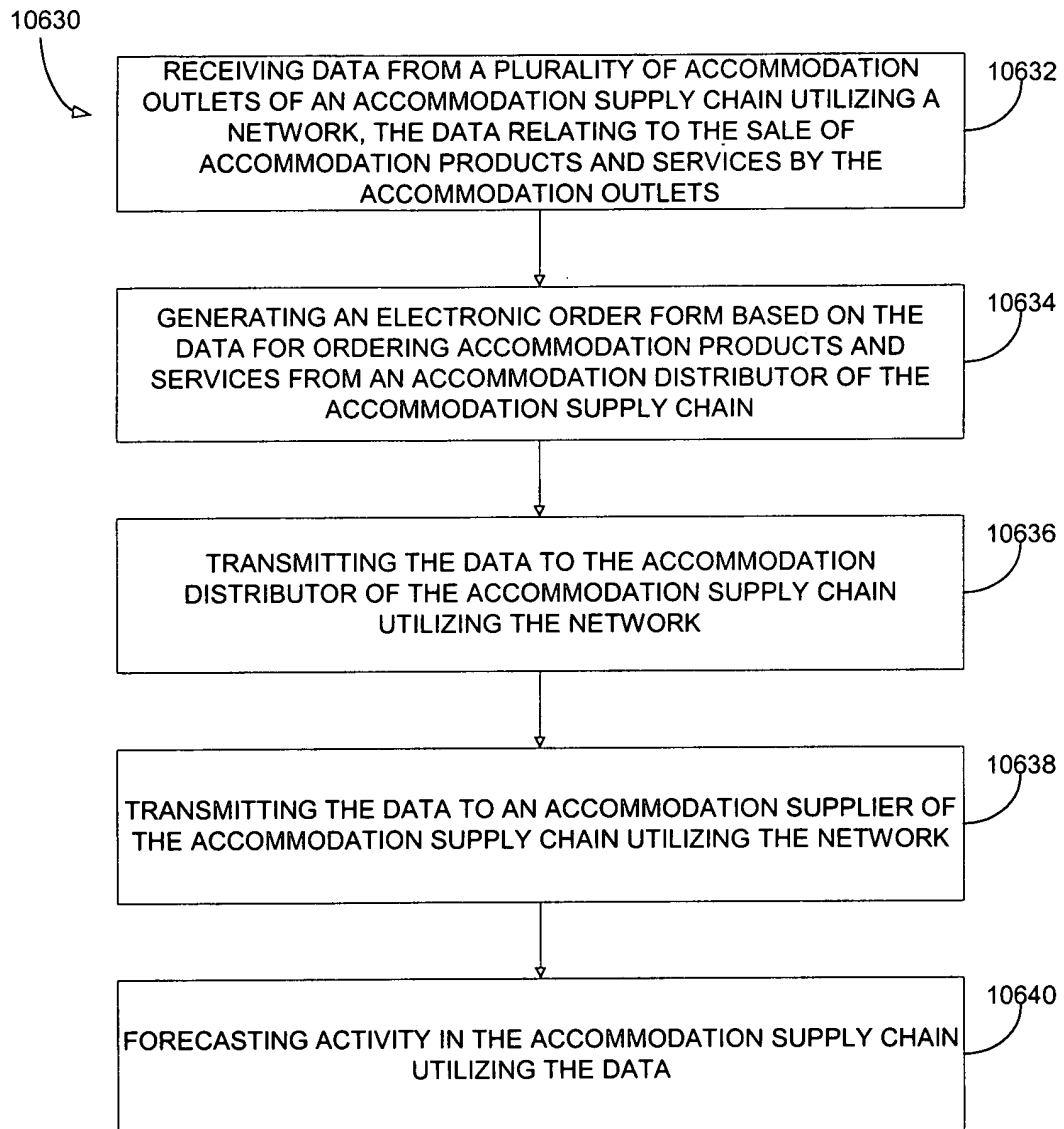 10630
RECEIVING DATA FROM A PLURALITY OF ACCOMMODATION
OUTLETS OF AN ACCOMMODATION SUPPLY CHAIN UTILIZING A
NETWORK, THE DATA RELATING TO THE SALE OF
ACCOMMODATION PRODUCTS AND SERVICES BY THE
ACCOMMODATION OUTLETS
10632
GENERATING AN ELECTRONIC ORDER FORM BASED ON THE
DATA FOR ORDERING ACCOMMODATION PRODUCTS AND
SERVICES FROM AN ACCOMMODATION DISTRIBUTOR OF THE
ACCOMMODATION SUPPLY CHAIN
10634
TRANSMITTING THE DATA TO THE ACCOMMODATION
DISTRIBUTOR OF THE ACCOMMODATION SUPPLY CHAIN
UTILIZING THE NETWORK
10636
TRANSMITTING THE DATA TO AN ACCOMMODATION SUPPLIER OF
THE ACCOMMODATION SUPPLY CHAIN UTILIZING THE NETWORK
10638
FORECASTING ACTIVITY IN THE ACCOMMODATION SUPPLY CHAIN
UTILIZING THE DATA
10640